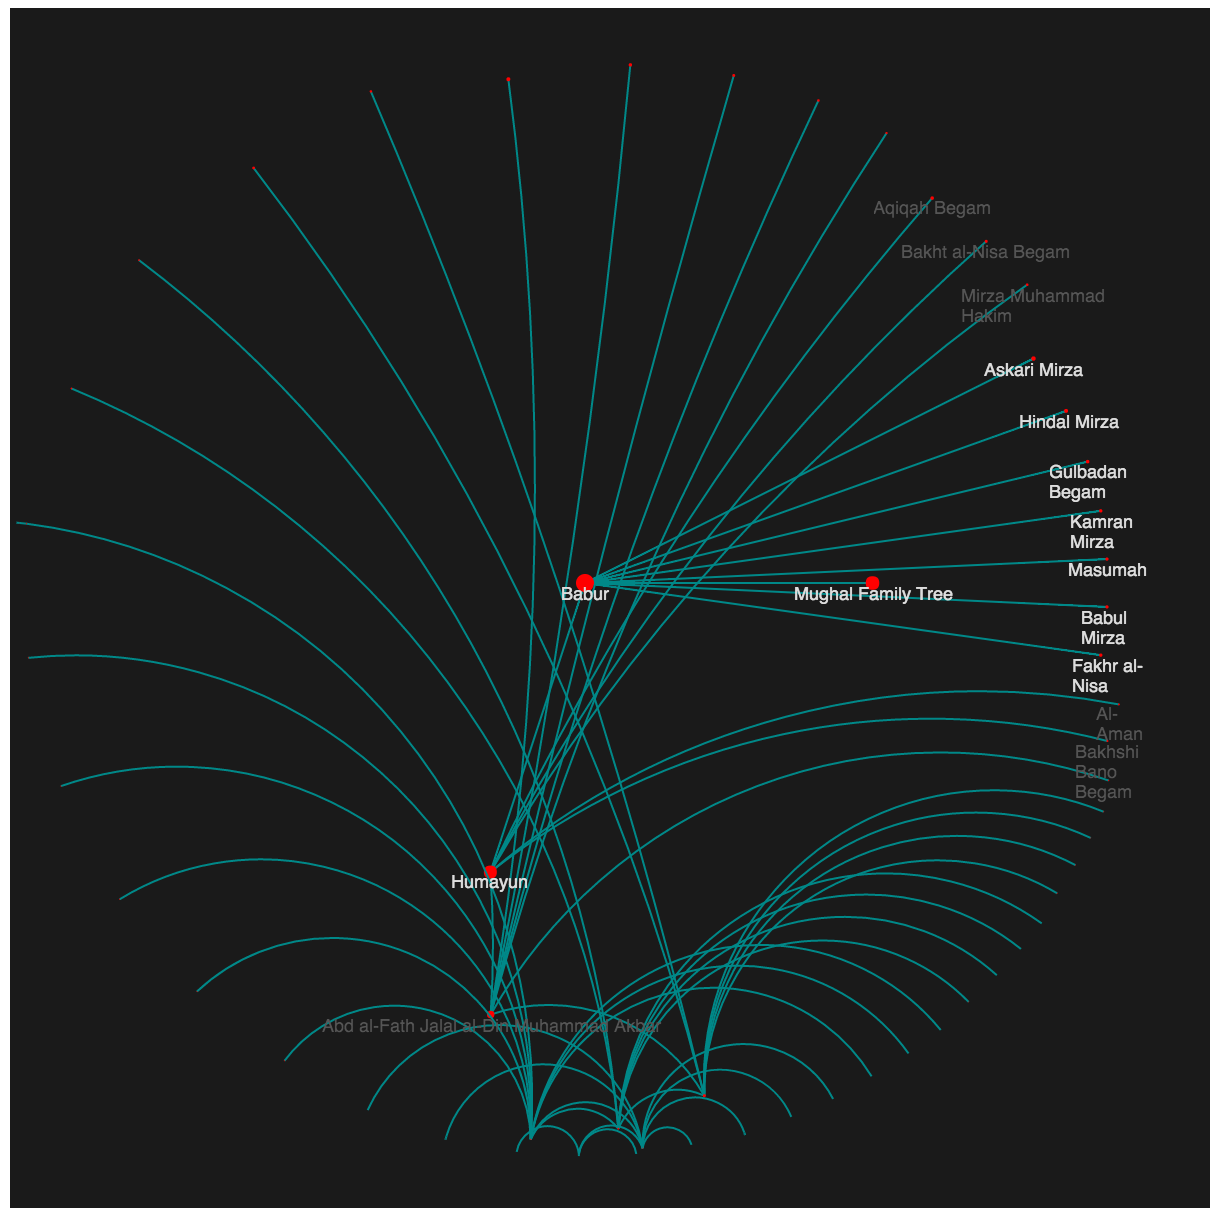 Aqiqah Begam
Bakht al-Nisa Begam
Mirza Muhammad
Hakim
Askari Mirza
Hindal Mirza
Gulbadan
Begam
Kamran
Mirza
Masumah
Babur
Mughal Family Tree
Babul
Mirza
Fakhr al-
Nisa
Al-
Aman
Bakhshi
Bano
Begam
Humayun
Abd al-Fath Jalal al-Din Muhammad Akbar